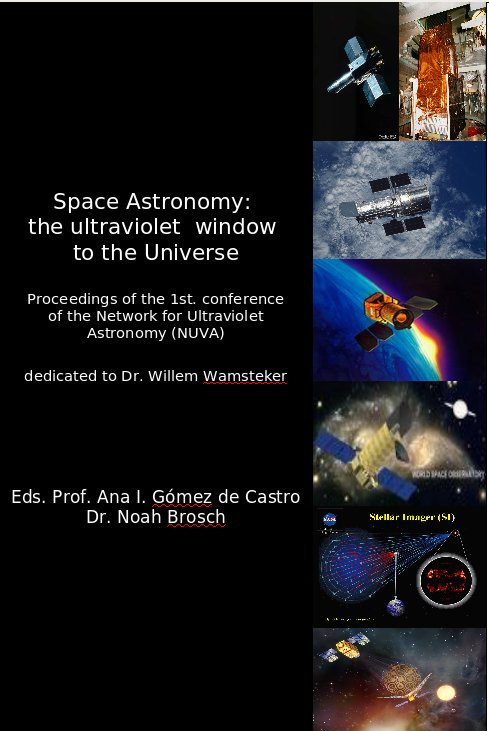 Space Astronomy:
the ultraviolet window
to the Universe
Proceedings of the 1st. conference
of the Network for Ultraviolet
Astronomy (NUVA)
dedicated to Dr. Willem Wamsteker
Eds. Prof. Ana I. Gómez de Castro
Dr. Noah Brosch
WORLD SPACE OBSERVATORY
NASA
Stellar Imager (SI)